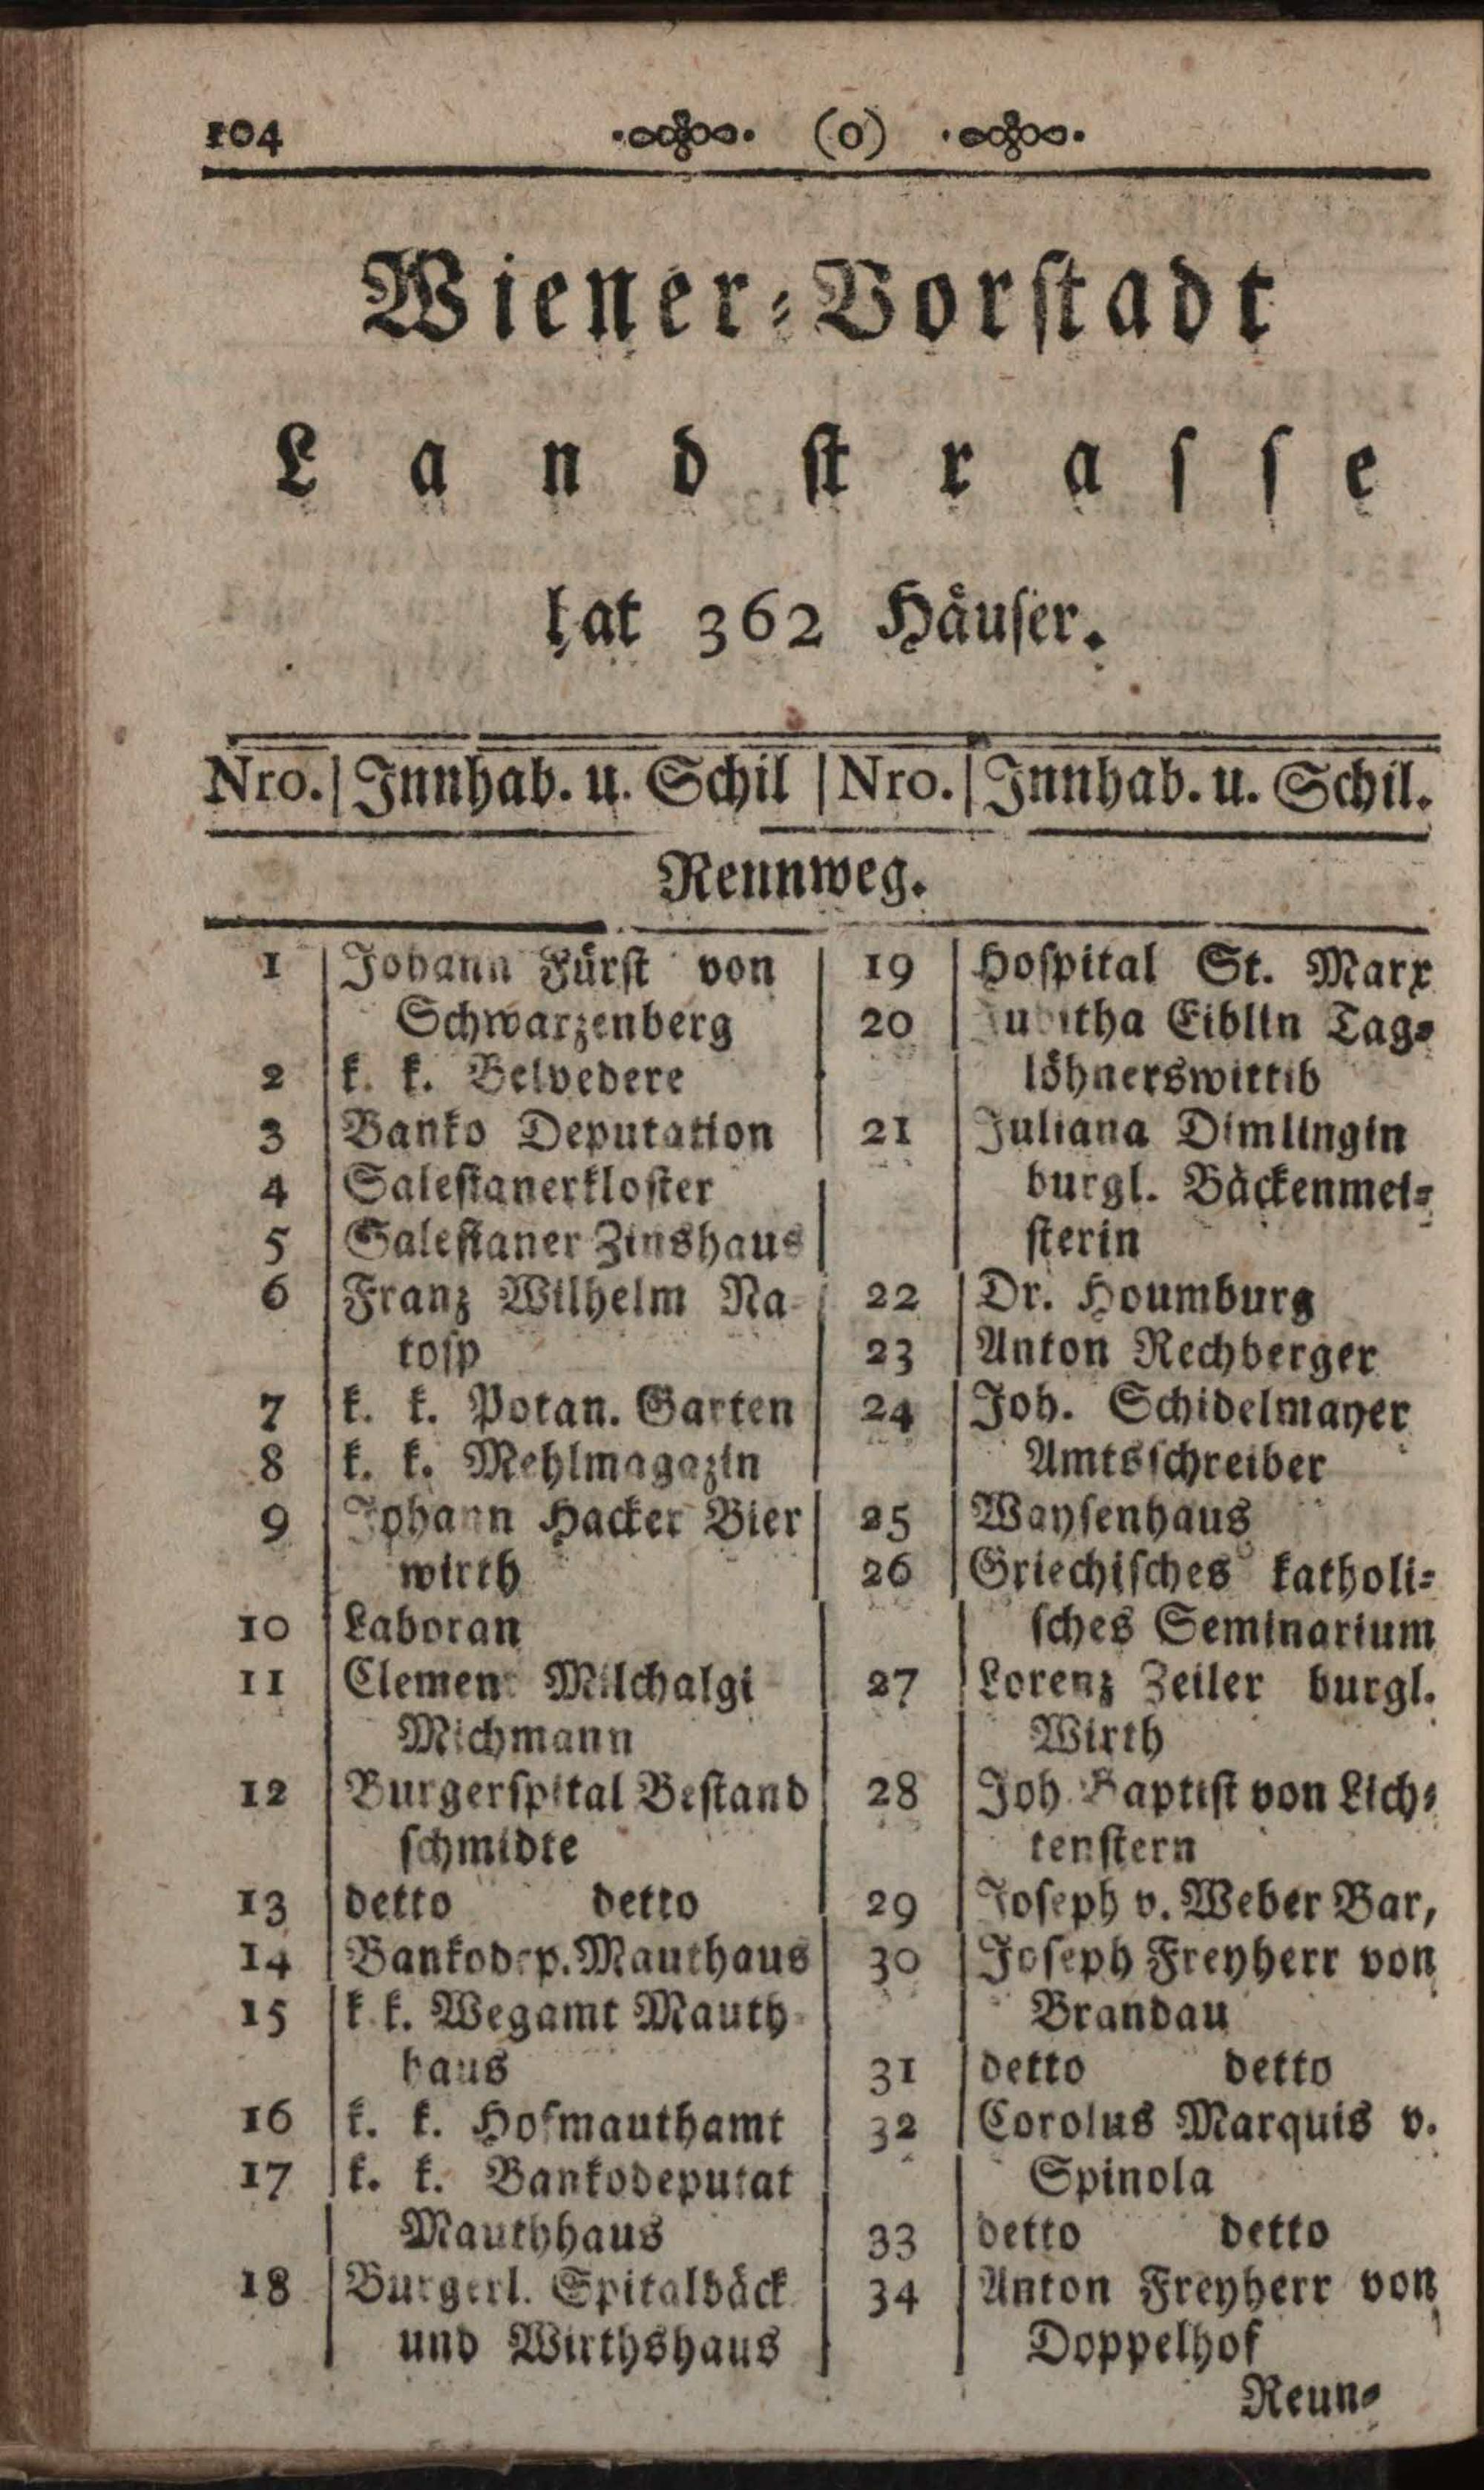 104 (0)
Wiener-Vorstadt
Landstrasse
hat 362 Häuser.
Nro. Innhab. u. Schil Nro. Innhab. u. Schil.
Rennweg.
1 Johann Fürst von
Schwarzenberg
2 k. k. Belvedere
3 Banko Deputation
4 Salesianerkloster
5 Salesianer Zinshaus
6 Franz Wilhelm Na-
tosp
7 k. k. Potan. Garten
8 k. k. Mehlmagazin
9 Johann Hacker Bier
wirth
10 Laboran
11 Clement Milchalgi
Michmann
12 Burgerspital Bestand
schmidte
13 detto detto
14 Bankodep. Mauthaus
15 k. k. Wegamt Mauth-
haus
16 k. k. Hofmauthamt
17 k. k. Bankodeputat
Mauthhaus
18 Burgerl. Spitalbäck
und Wirthshaus
19 Hospital St. Marx
20 Juditha Eiblin Tag-
löhnerswittib
21 Juliana Dimlingin
burgl. Bäckenmei-
sterin
22 Dr. Houmburg
23 Anton Rechberger
24 Joh. Schidelmayer
Amtsschreiber
25 Waysenhaus
26 Griechisches katholi-
sches Seminarium
27 Lorenz Zeiler burgl.
Wirth
28 Joh. Baptist von Lich-
tenstern
29 Joseph v. Weber Bar,
30 Joseph Freyherr von
Brandau
31 detto detto
32 Corolus Marquis v.
Spinola
33 detto detto
34 Anton Freyherr von
Doppelhof
Reun-